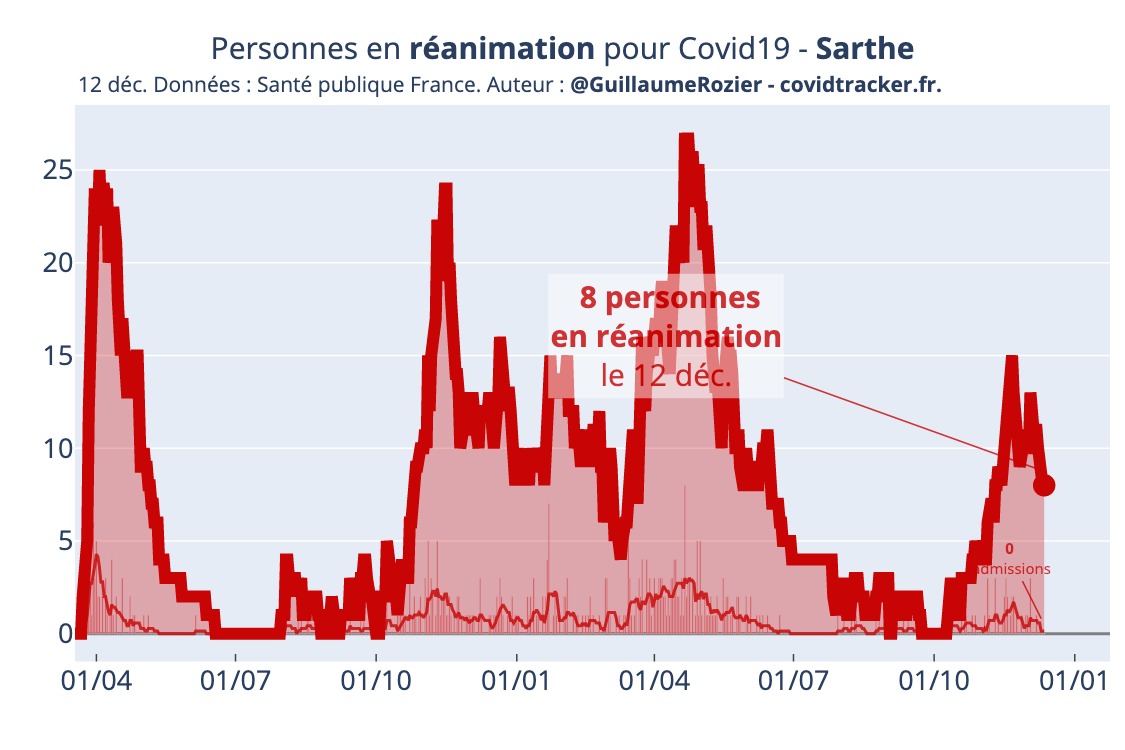 Personnes en réanimation pour Covid19 - Sarthe
12 déc. Données : Santé publique France. Auteur : @GuillaumeRozier - covidtracker.fr.
25
20
15
10
5
0
8 personnes
en réanimation
le 12 déc.
0
admissions
01/04 01/07 01/10 01/01 01/04 01/07 01/10 01/01